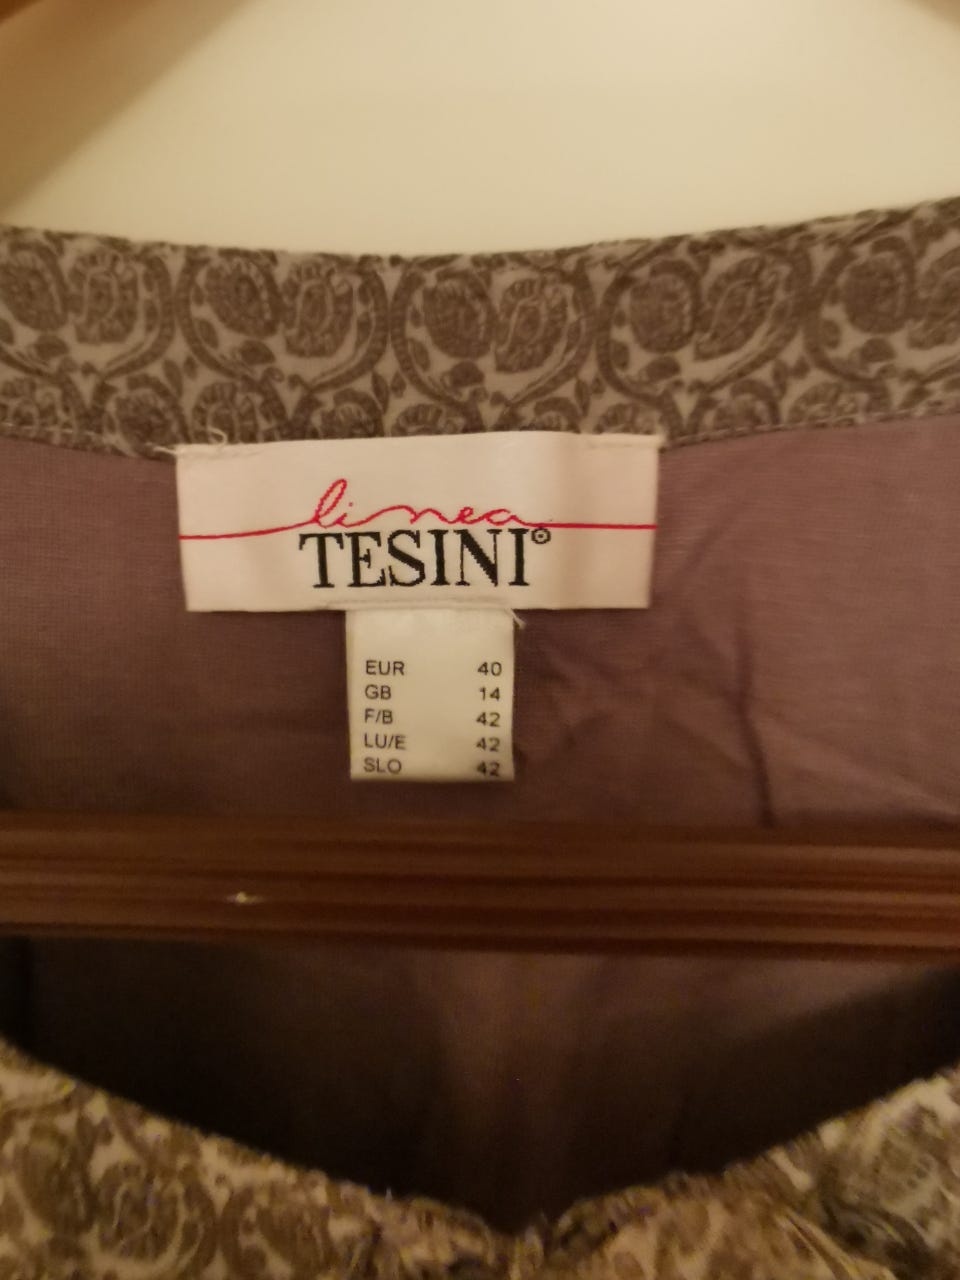 linea
TESINI®
EUR 40
GB 14
F/B 42
LU/E 42
SLO 42